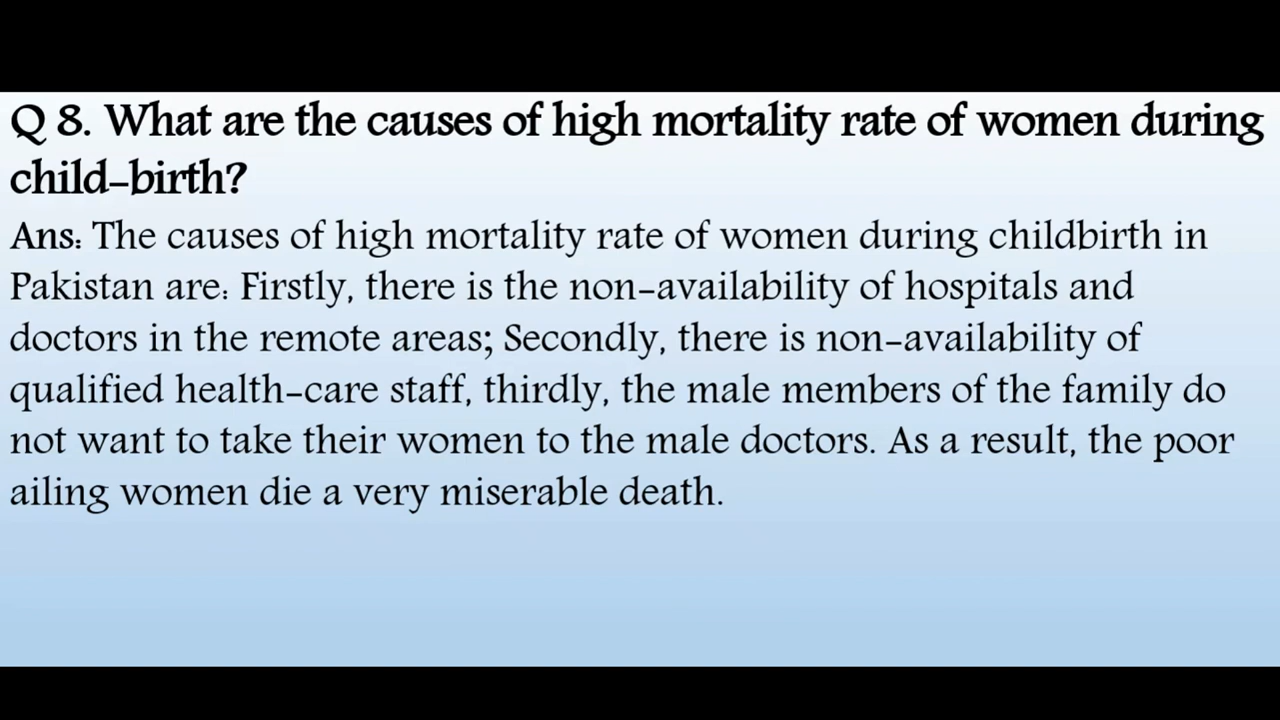 Q 8. What are the causes of high mortality rate of women during
child-birth?
Ans: The causes of high mortality rate of women during childbirth in
Pakistan are: Firstly, there is the non-availability of hospitals and
doctors in the remote areas; Secondly, there is non-availability of
qualified health-care staff, thirdly, the male members of the family do
not want to take their women to the male doctors. As a result, the poor
ailing women die a very miserable death.